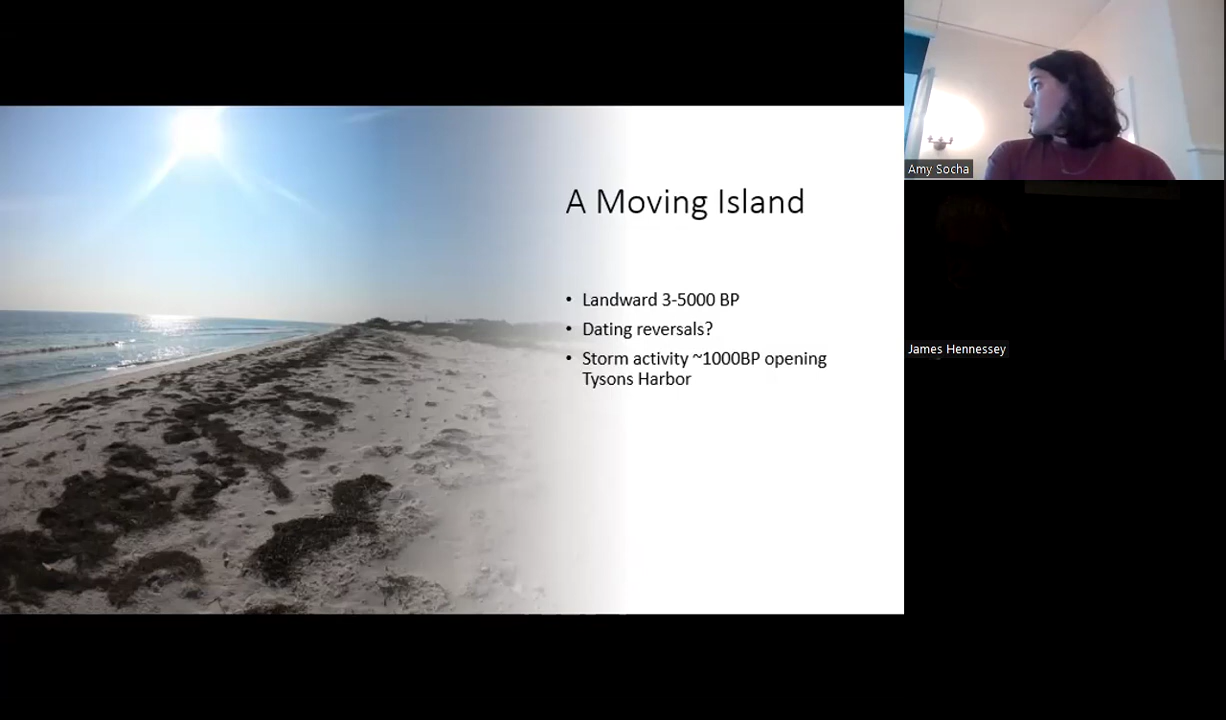 A Moving Island
• Landward 3-5000 BP
• Dating reversals?
• Storm activity ~1000BP opening
Tysons Harbor
Amy Socha
James Hennessey